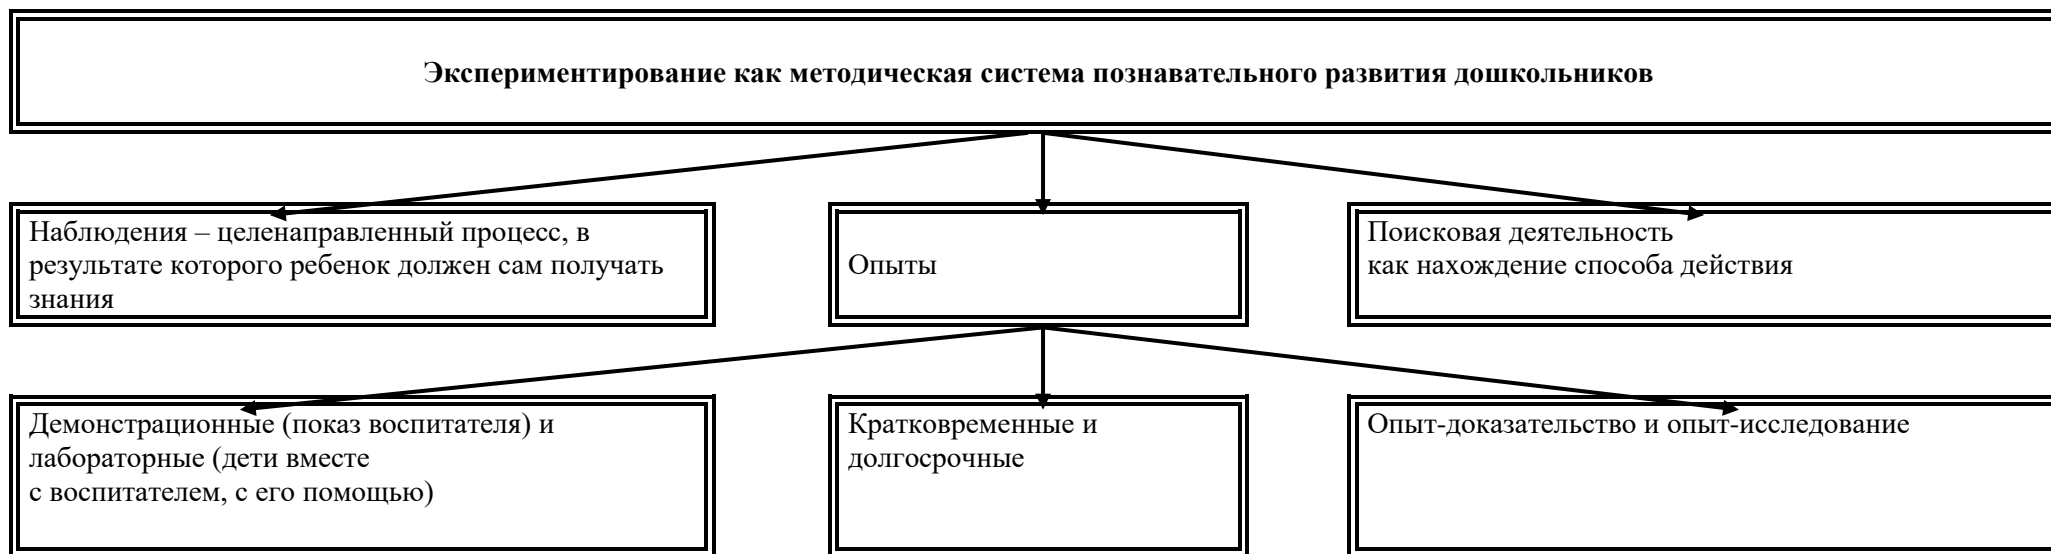 Экспериментирование как методическая система познавательного развития дошкольников
Наблюдения – целенаправленный процесс, в
результате которого ребенок должен сам получать
знания
Опыты
Поисковая деятельность
как нахождение способа действия
Демонстрационные (показ воспитателя) и
лабораторные (дети вместе
с воспитателем, с его помощью)
Кратковременные и
долгосрочные
Опыт-доказательство и опыт-исследование